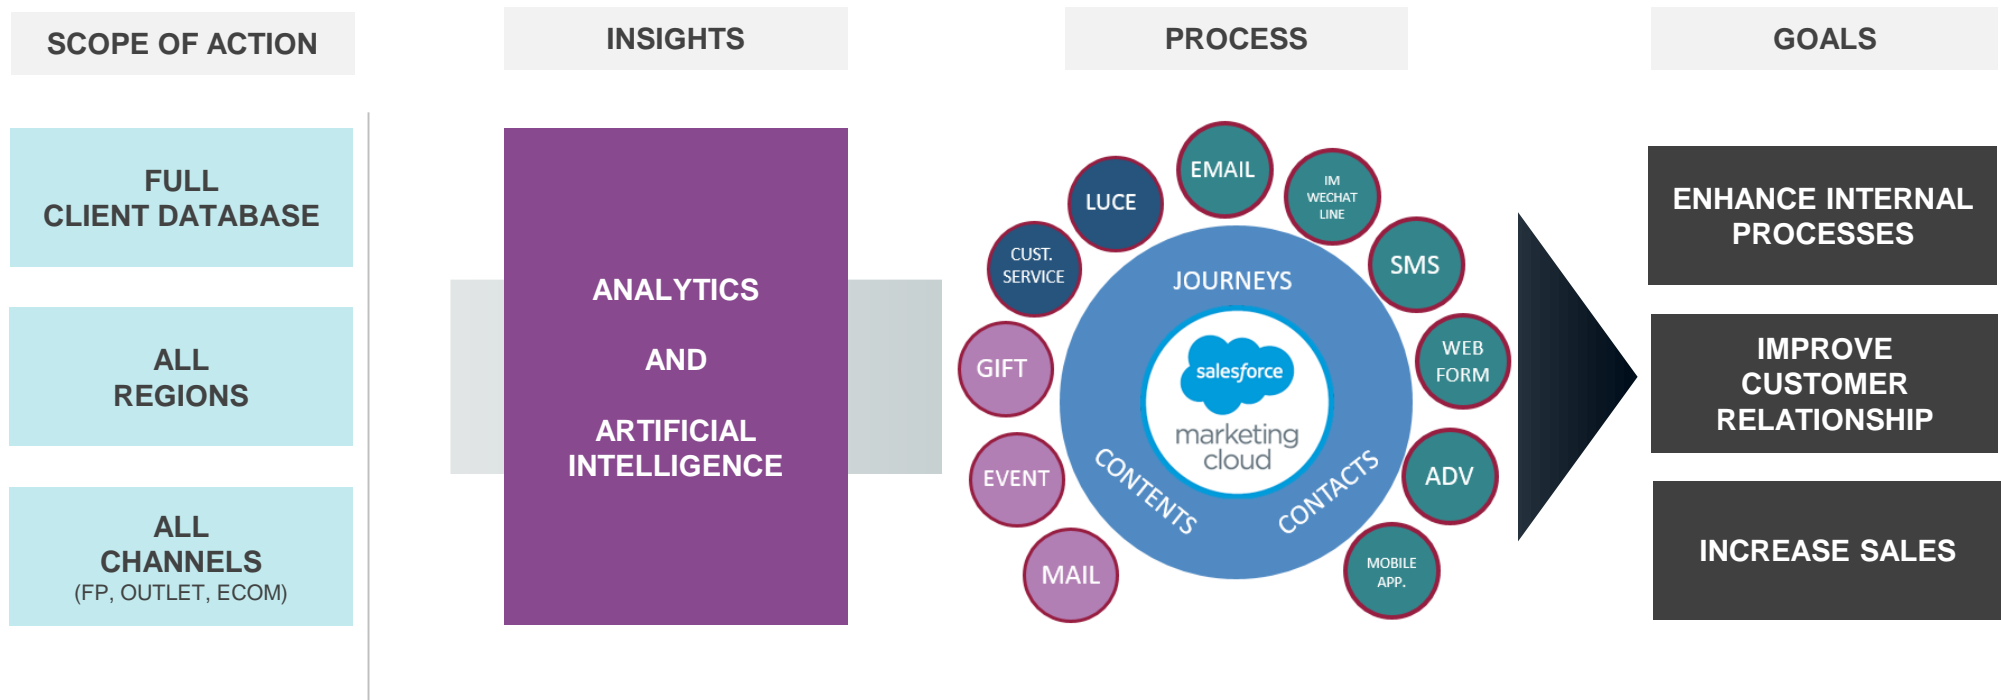 SCOPE OF ACTION
INSIGHTS
PROCESS
GOALS
FULL
CLIENT DATABASE
ALL
REGIONS
ALL
CHANNELS
(FP, OUTLET, ECOM)
ANALYTICS
AND
ARTIFICIAL
INTELLIGENCE
EMAIL
IM
WECHAT
LINE
SMS
WEB
FORM
ADV
MOBILE
APP.
LUCE
CUST.
SERVICE
GIFT
EVENT
MAIL
JOURNEYS
CONTENTS
CONTACTS
salesforce
marketing
cloud
ENHANCE INTERNAL
PROCESSES
IMPROVE
CUSTOMER
RELATIONSHIP
INCREASE SALES